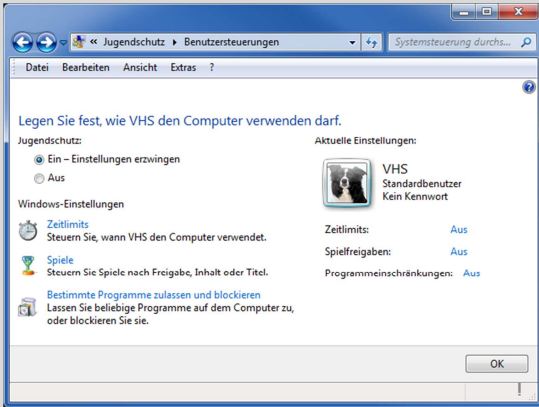 « Jugendschutz ▸ Benutzersteuerungen
Systemsteuerung durchs...
Datei Bearbeiten Ansicht Extras ?
Legen Sie fest, wie VHS den Computer verwenden darf.
Jugendschutz:
Ein – Einstellungen erzwingen
Aus
Windows-Einstellungen
Zeitlimits
Steuern Sie, wann VHS den Computer verwendet.
Spiele
Steuern Sie Spiele nach Freigabe, Inhalt oder Titel.
Bestimmte Programme zulassen und blockieren
Lassen Sie beliebige Programme auf dem Computer zu,
oder blockieren Sie sie.
Aktuelle Einstellungen:
VHS
Standardbenutzer
Kein Kennwort
Zeitlimits: Aus
Spielfreigaben: Aus
Programmeinschränkungen: Aus
OK